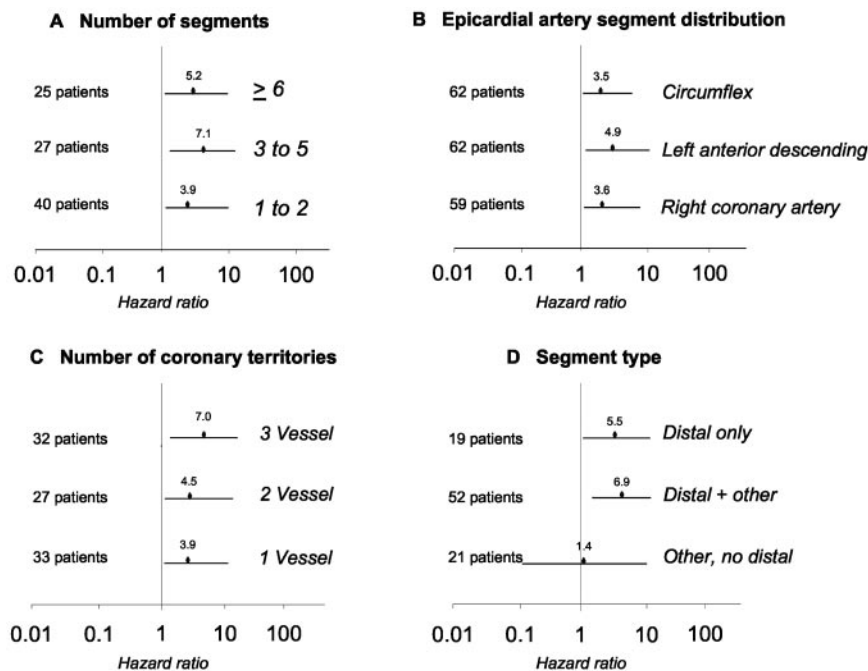 A Number of segments
5.2
25 patients ≥ 6
7.1
27 patients 3 to 5
3.9
40 patients 1 to 2
0.01 0.1 1 10 100
Hazard ratio
B Epicardial artery segment distribution
3.5
62 patients Circumflex
4.9
62 patients Left anterior descending
3.6
59 patients Right coronary artery
0.01 0.1 1 10 100
Hazard ratio
C Number of coronary territories
7.0
32 patients 3 Vessel
4.5
27 patients 2 Vessel
3.9
33 patients 1 Vessel
0.01 0.1 1 10 100
Hazard ratio
D Segment type
5.5
19 patients Distal only
6.9
52 patients Distal + other
1.4
21 patients Other, no distal
0.01 0.1 1 10 100
Hazard ratio